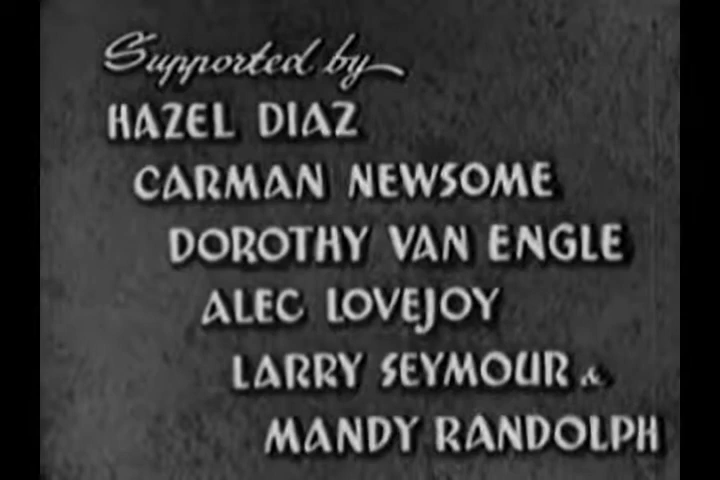 Supported by
HAZEL DIAZ
CARMAN NEWSOME
DOROTHY VAN ENGLE
ALEC LOVEJOY
LARRY SEYMOUR &
MANDY RANDOLPH